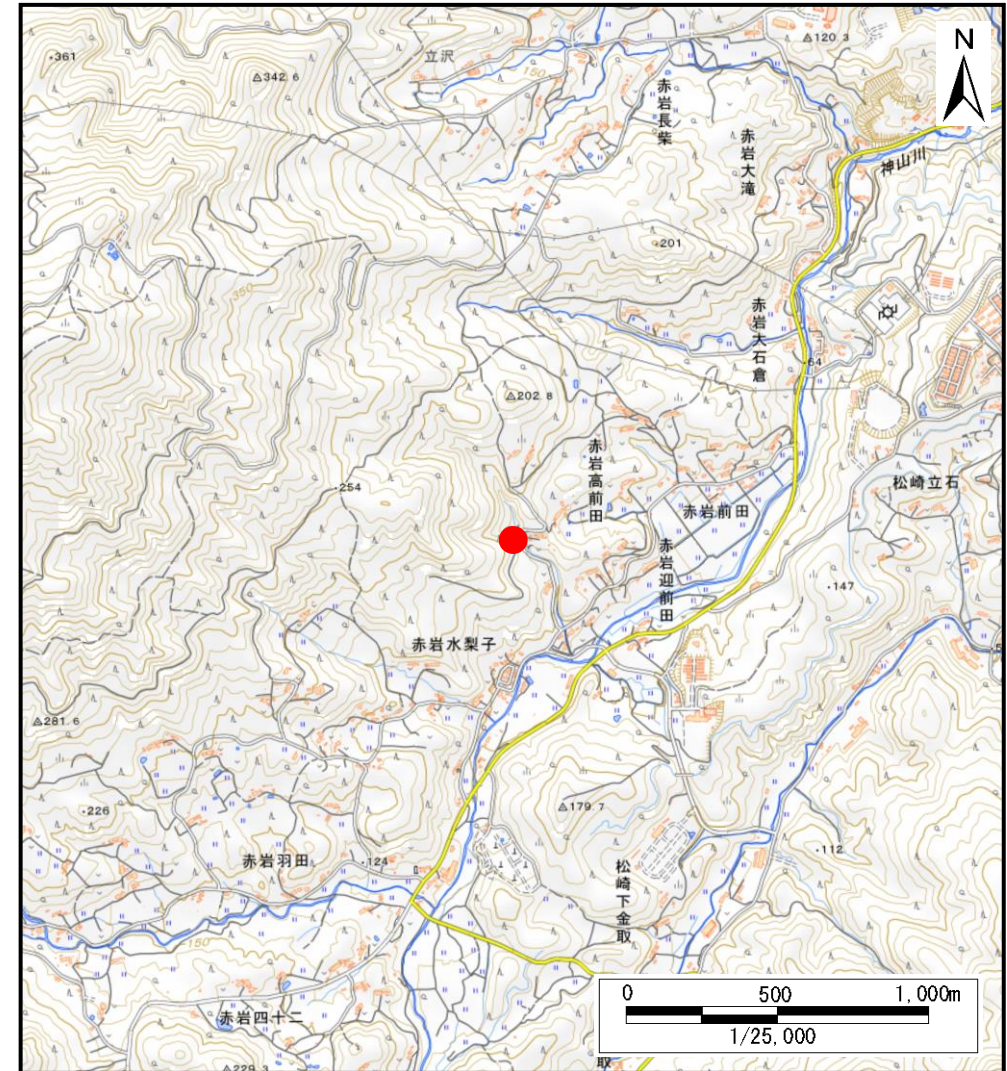 ・361
△342.6
立沢
150
△120.3
N
赤岩長柴
赤岩大滝
神山川
・201
350
赤岩大石倉
・64
△202.8
赤岩高前田
・254
赤岩前田
松崎立石
赤岩迎前田
・147
赤岩水梨子
△281.6
・226
△179.7
・112
赤岩羽田
・124
松崎下金取
150
赤岩四十二
△229.3
0 500 1,000m
1/25,000
取